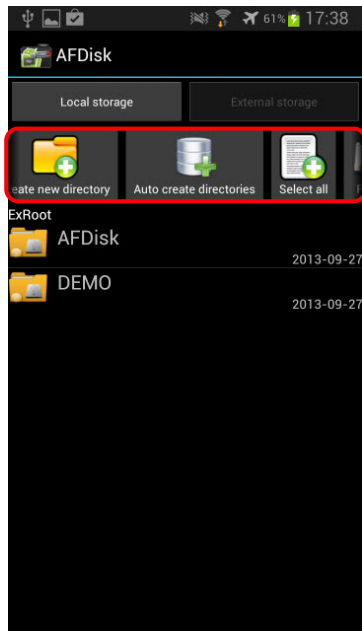 61% 17:38
AFDisk
Local storage
External storage
eate new directory Auto create directories Select all
ExRoot
AFDisk
2013-09-27
DEMO
2013-09-27